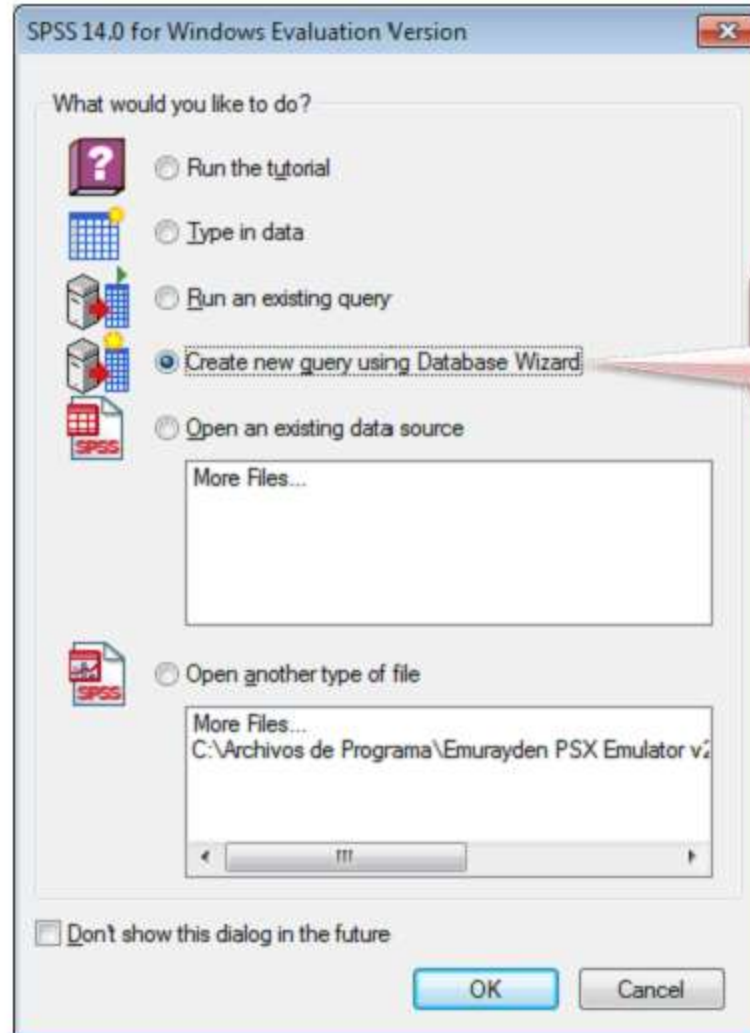 SPSS 14.0 for Windows Evaluation Version
What would you like to do?
Run the tutorial
Type in data
Run an existing query
Create new query using Database Wizard
SPSS
Open an existing data source
More Files...
SPSS
Open another type of file
More Files...
C:\Archivos de Programa\Emurayden PSX Emulator v2
Don't show this dialog in the future
OK Cancel